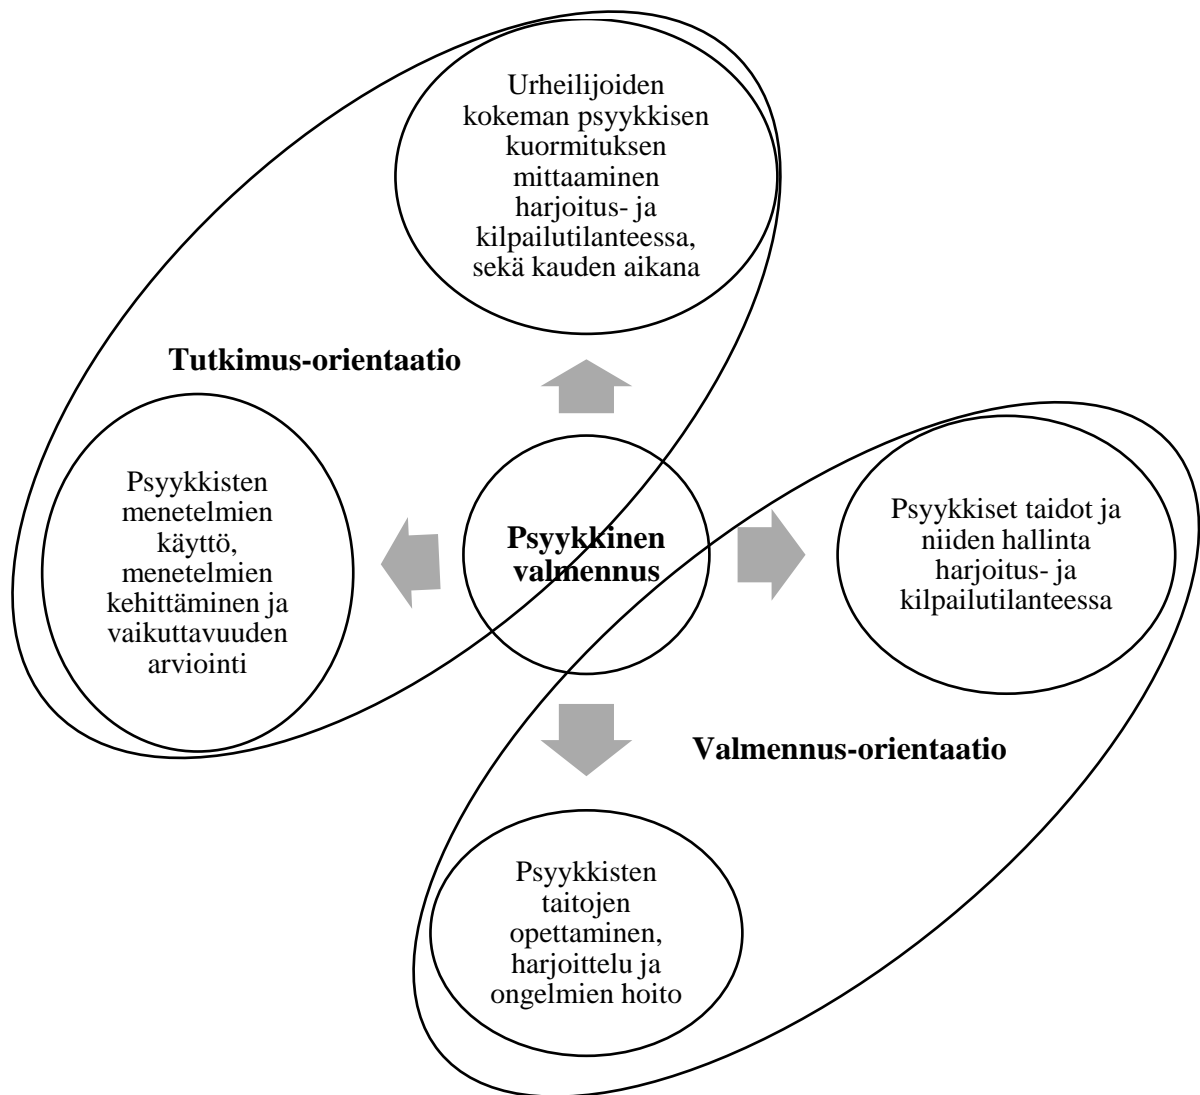 Urheilijoiden
kokeman psyykkisen
kuormituksen
mittaaminen
harjoitus- ja
kilpailutilanteessa,
sekä kauden aikana
Tutkimus-orientaatio
Psyykkisten
menetelmien
käyttö,
menetelmien
kehittäminen ja
vaikuttavuuden
arviointi
Psyykkinen
valmennus
Psyykkiset taidot ja
niiden hallinta
harjoitus- ja
kilpailutilanteessa
Valmennus-orientaatio
Psyykkisten
taitojen
opettaminen,
harjoittelu ja
ongelmien hoito